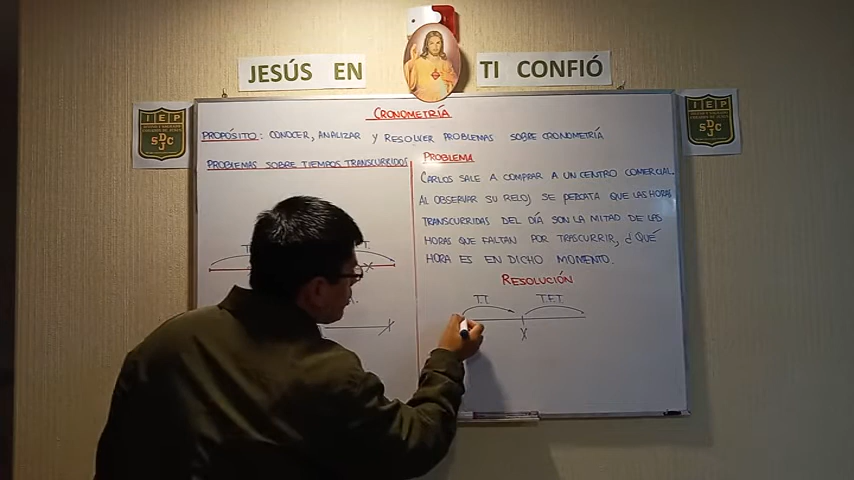 JESÚS EN TI CONFIÓ
I E P
S D C
J
I E P
S D C
J
CRONOMETRÍA
PROPÓSITO: CONOCER, ANALIZAR Y RESOLVER PROBLEMAS SOBRE CRONOMETRÍA
PROBLEMAS SOBRE TIEMPOS TRANSCURRIDOS
PROBLEMA
CARLOS SALE A COMPRAR A UN CENTRO COMERCIAL.
AL OBSERVAR SU RELOJ SE PERCATA QUE LAS HORAS
TRANSCURRIDAS DEL DÍA SON LA MITAD DE LAS
HORAS QUE FALTAN POR TRASCURRIR, ¿QUÉ
HORA ES EN DICHO MOMENTO.
RESOLUCIÓN
T.T T.F.T
X